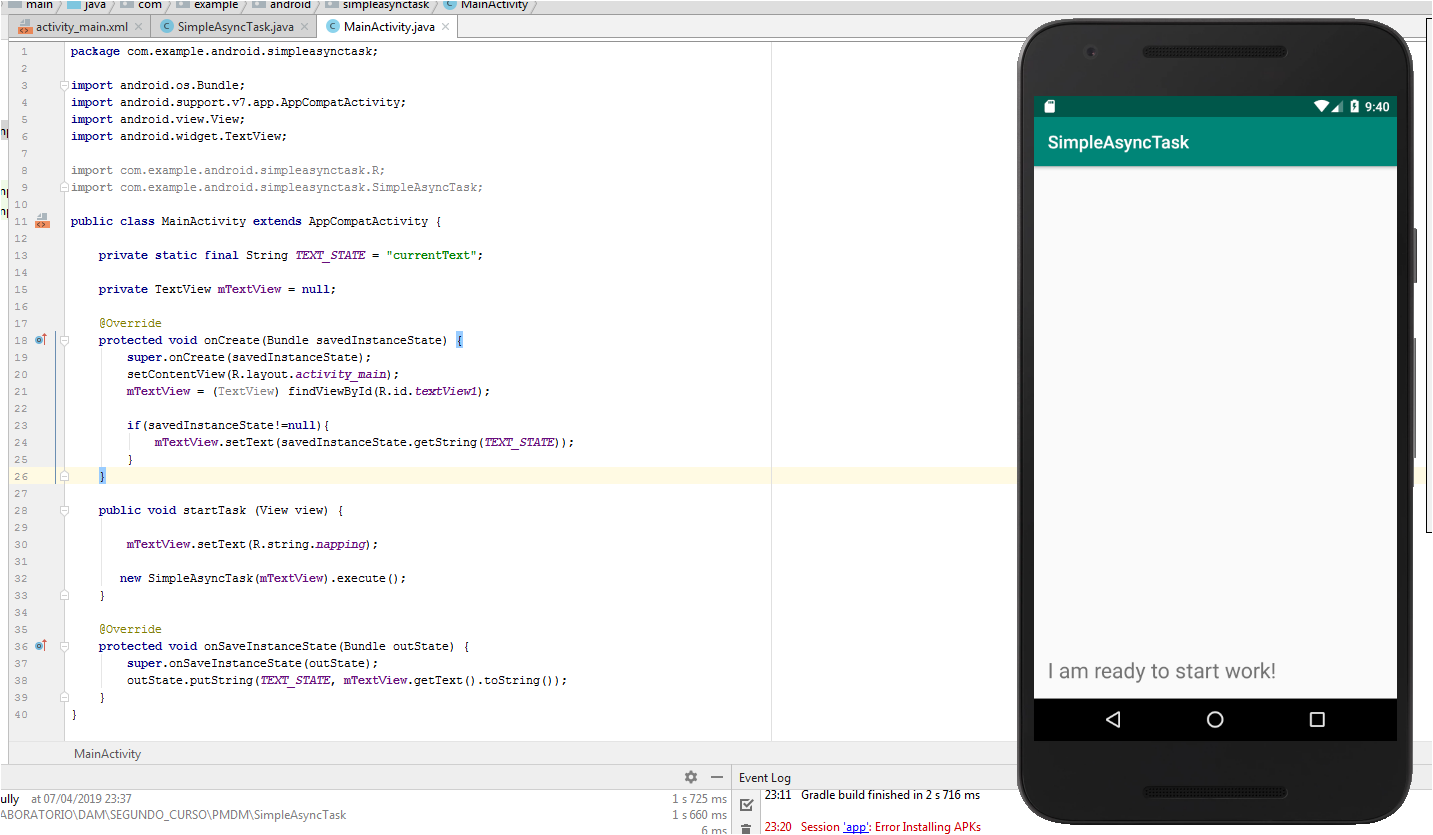 main java com example android simpleasynctask MainActivity
activity_main.xml SimpleAsyncTask.java MainActivity.java
1 package com.example.android.simpleasynctask;
2
3 import android.os.Bundle;
4 import android.support.v7.app.AppCompatActivity;
5 import android.view.View;
6 import android.widget.TextView;
7
8 import com.example.android.simpleasynctask.R;
9 import com.example.android.simpleasynctask.SimpleAsyncTask;
10
11 public class MainActivity extends AppCompatActivity {
12
13 private static final String TEXT_STATE = "currentText";
14
15 private TextView mTextView = null;
16
17 @Override
18 protected void onCreate(Bundle savedInstanceState) {
19 super.onCreate(savedInstanceState);
20 setContentView(R.layout.activity_main);
21 mTextView = (TextView) findViewById(R.id.textView1);
22
23 if(savedInstanceState!=null){
24 mTextView.setText(savedInstanceState.getString(TEXT_STATE));
25 }
26 }
27
28 public void startTask (View view) {
29
30 mTextView.setText(R.string.napping);
31
32 new SimpleAsyncTask(mTextView).execute();
33 }
34
35 @Override
36 protected void onSaveInstanceState(Bundle outState) {
37 super.onSaveInstanceState(outState);
38 outState.putString(TEXT_STATE, mTextView.getText().toString());
39 }
40 }
MainActivity
9:40
SimpleAsyncTask
I am ready to start work!
ully at 07/04/2019 23:37 1 s 725 ms
ABORATORIO\DAM\SEGUNDO_CURSO\PMDM\SimpleAsyncTask 1 s 660 ms
6 ms
Event Log
23:11 Gradle build finished in 2 s 716 ms
23:20 Session 'app': Error Installing APKs